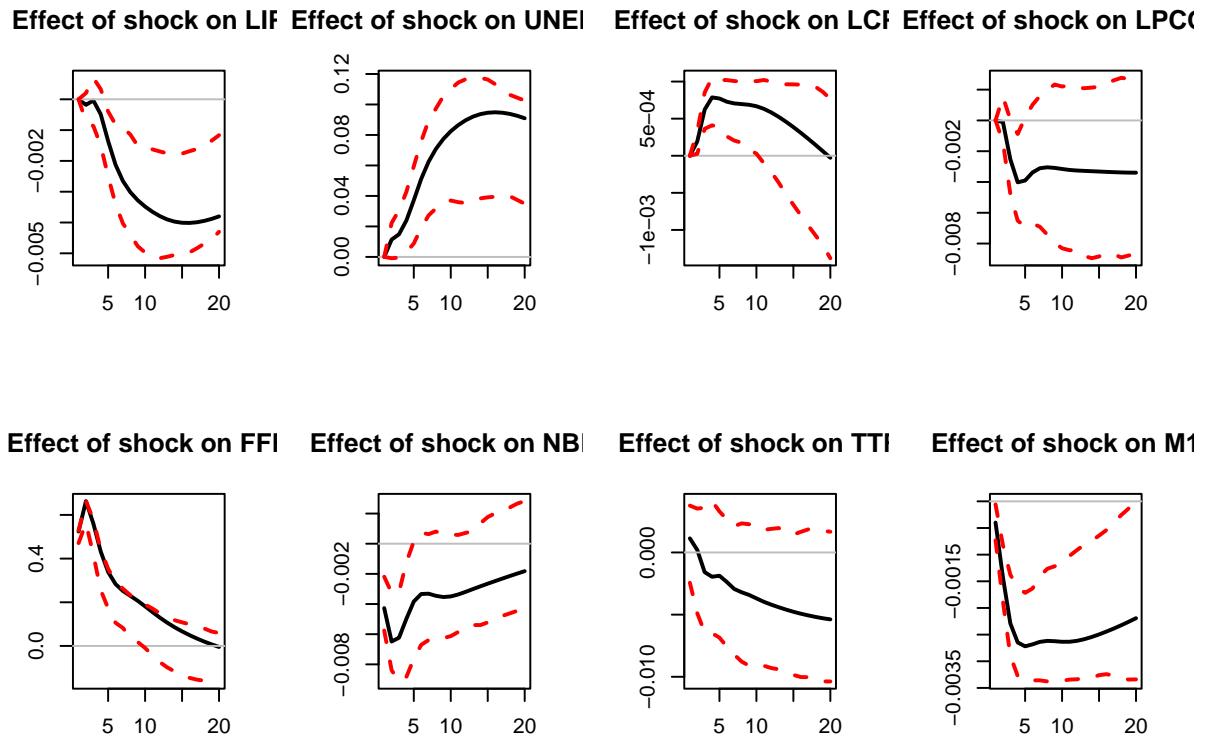 Effect of shock on LIF
−0.005 −0.002
5 10 20
Effect of shock on UNEI
0.00 0.04 0.08 0.12
5 10 20
Effect of shock on LCF
−1e−03 5e−04
5 10 20
Effect of shock on LPC
−0.008 −0.002
5 10 20
Effect of shock on FFI
0.0 0.4
5 10 20
Effect of shock on NBI
−0.008 −0.002
5 10 20
Effect of shock on TTF
−0.010 0.000
5 10 20
Effect of shock on M1
−0.0035 −0.0015
5 10 20